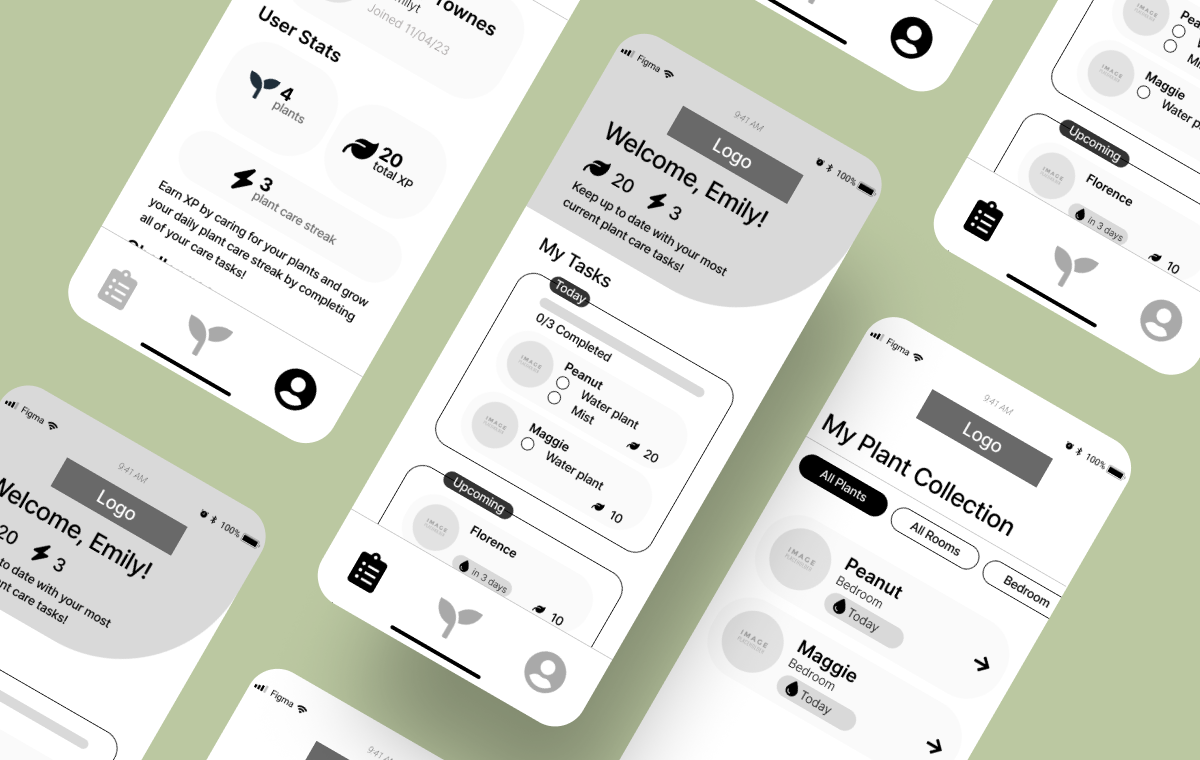 Townes
Joined 11/04/23
User Stats
4
plants
20
total XP
3
plant care streak
Earn XP by caring for your plants and grow
your daily plant care streak by completing
all of your care tasks!
Figma
9:41 AM
100%
Logo
Welcome, Emily!
20
3
Keep up to date with your most
current plant care tasks!
My Tasks
Today
0/3 Completed
IMAGE
Peanut
Water plant
Mist
20
IMAGE
Maggie
Water plant
10
Upcoming
IMAGE
Florence
in 3 days
10
IMAGE
IMAGE
Maggie
Water p
Upcoming
IMAGE
Florence
in 3 days
10
Figma
9:41 AM
100%
Logo
My Plant Collection
All Plants
All Rooms
Bedroom
IMAGE
Peanut
Bedroom
Today
IMAGE
Maggie
Bedroom
Today
Figma
9:41 AM
100%
Logo
Welcome, Emily!
20
3
to date with your most
nt care tasks!
Figma
9:41 AM